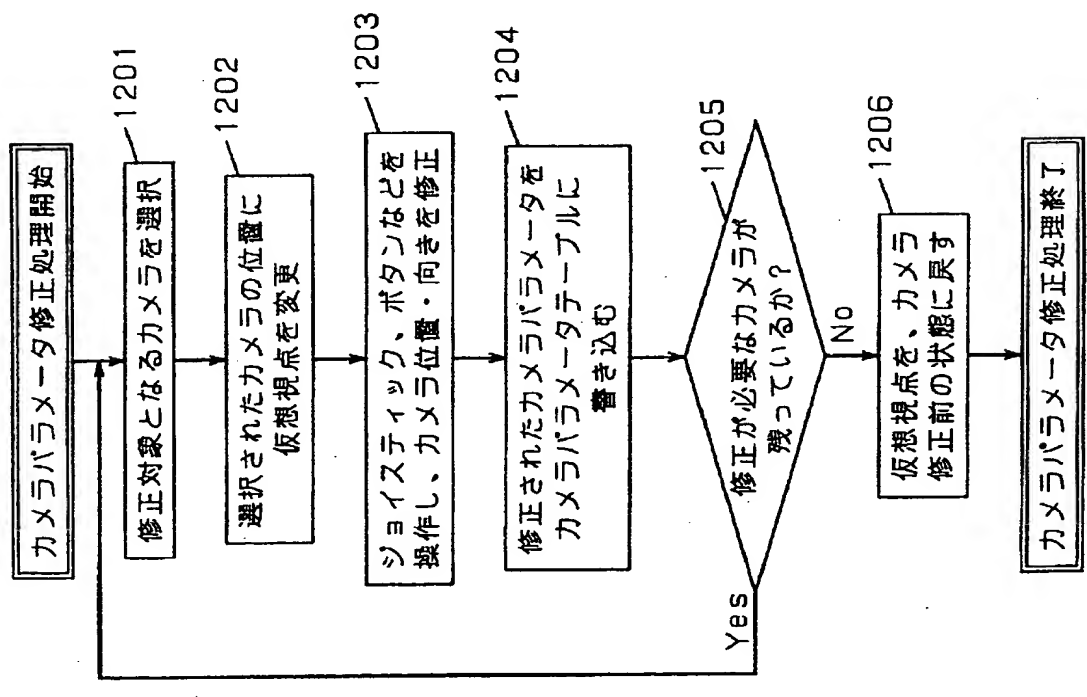 カメラパラメータ修正処理開始
1201
修正対象となるカメラを選択
1202
選択されたカメラの位置に
仮想視点を変更
1203
ジョイスティック、ボタンなどを
操作し、カメラ位置・向きを修正
1204
修正されたカメラパラメータを
カメラパラメータテーブルに
書き込む
1205
修正が必要なカメラが
残っているか？
Yes
No
1206
仮想視点を、カメラ
修正前の状態に戻す
カメラパラメータ修正処理終了